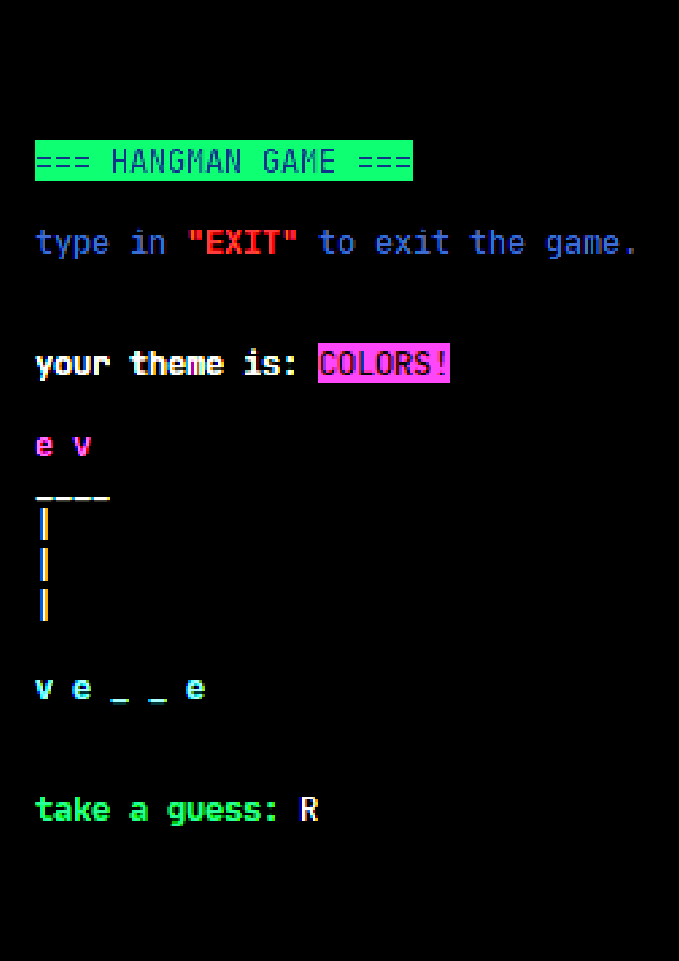 === HANGMAN GAME ===
type in "EXIT" to exit the game.
your theme is: COLORS!
e v
____
|
|
|
v e _ _ e
take a guess: R